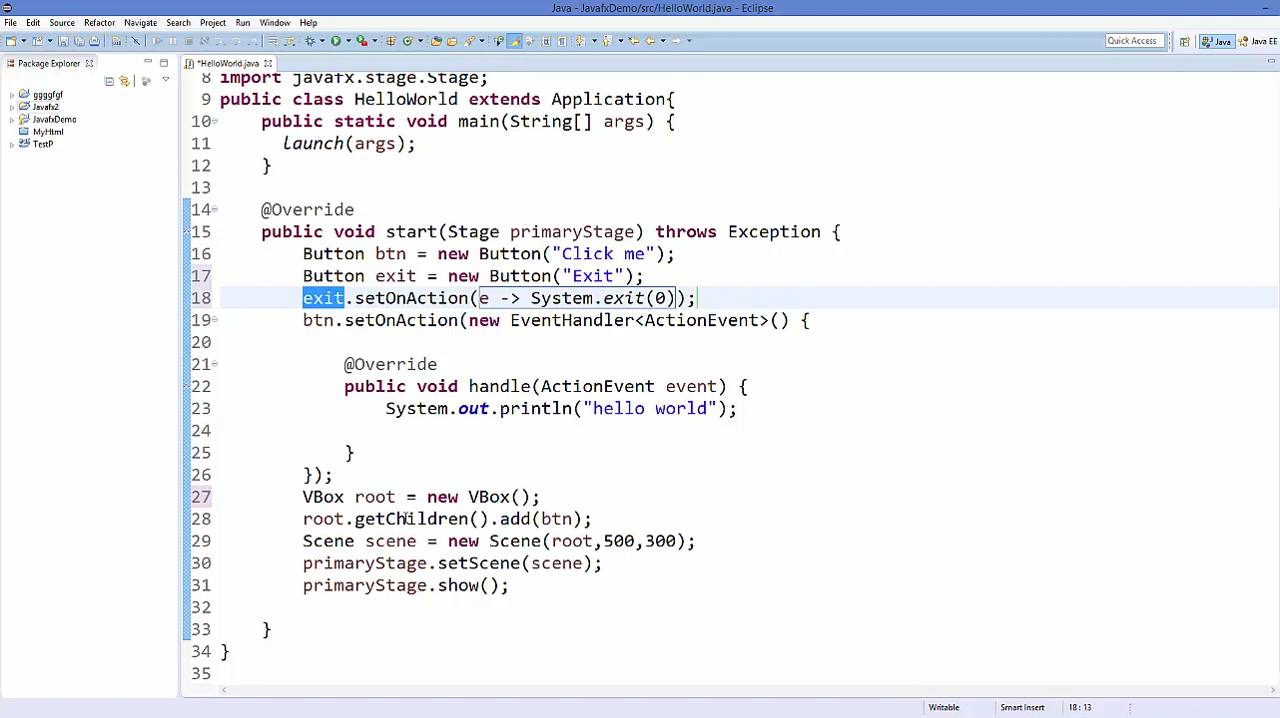 Java - JavafxDemo/src/HelloWorld.java - Eclipse
File Edit Source Refactor Navigate Search Project Run Window Help
Quick Access Java Java EE
Package Explorer
*HelloWorld.java
ggggfgf
Javafx2
JavafxDemo
MyHtml
TestP
8 import javafx.stage.Stage;
9 public class HelloWorld extends Application{
10 public static void main(String[] args) {
11 launch(args);
12 }
13
14 @Override
15 public void start(Stage primaryStage) throws Exception {
16 Button btn = new Button("Click me");
17 Button exit = new Button("Exit");
18 exit.setOnAction(e -> System.exit(0));
19 btn.setOnAction(new EventHandler<ActionEvent>() {
20
21 @Override
22 public void handle(ActionEvent event) {
23 System.out.println("hello world");
24
25 }
26 });
27 VBox root = new VBox();
28 root.getChildren().add(btn);
29 Scene scene = new Scene(root,500,300);
30 primaryStage.setScene(scene);
31 primaryStage.show();
32
33 }
34 }
35
Writable Smart Insert 18:13